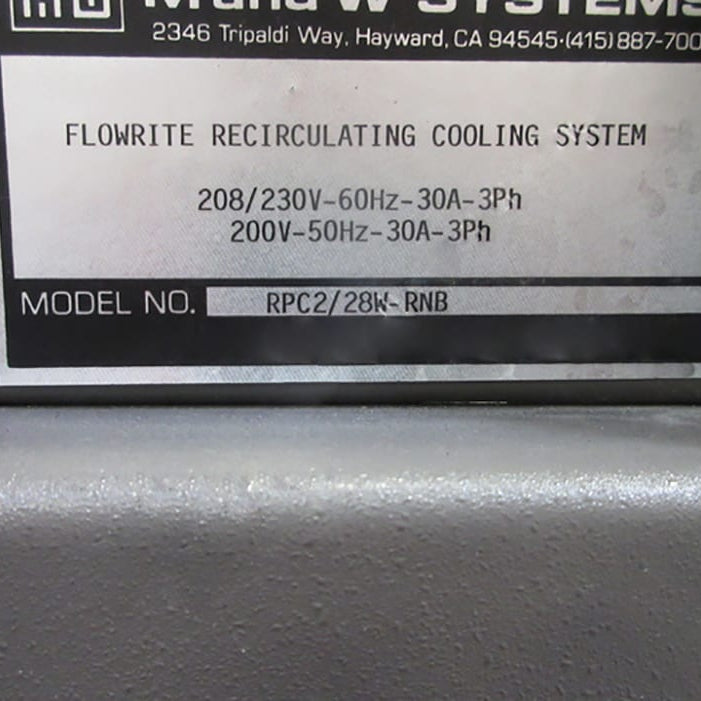 W SYSTEMS
2346 Tripaldi Way, Hayward, CA 94545·(415)887-700
FLOWRITE RECIRCULATING COOLING SYSTEM
208/230V-60Hz-30A-3Ph
200V-50Hz-30A-3Ph
MODEL NO. RPC2/28W-RNB